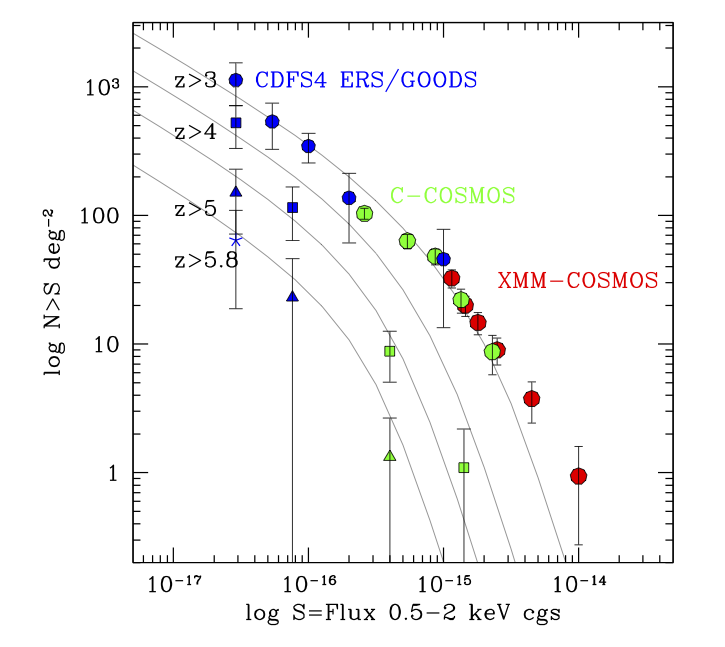 z>3 CDFS4 ERS/GOODS
10³
z>4
C-COSMOS
100
z>5
z>5.8
XMM-COSMOS
10
1
log N>S deg⁻²
10⁻¹⁷ 10⁻¹⁶ 10⁻¹⁵ 10⁻¹⁴
log S=Flux 0.5-2 keV cgs